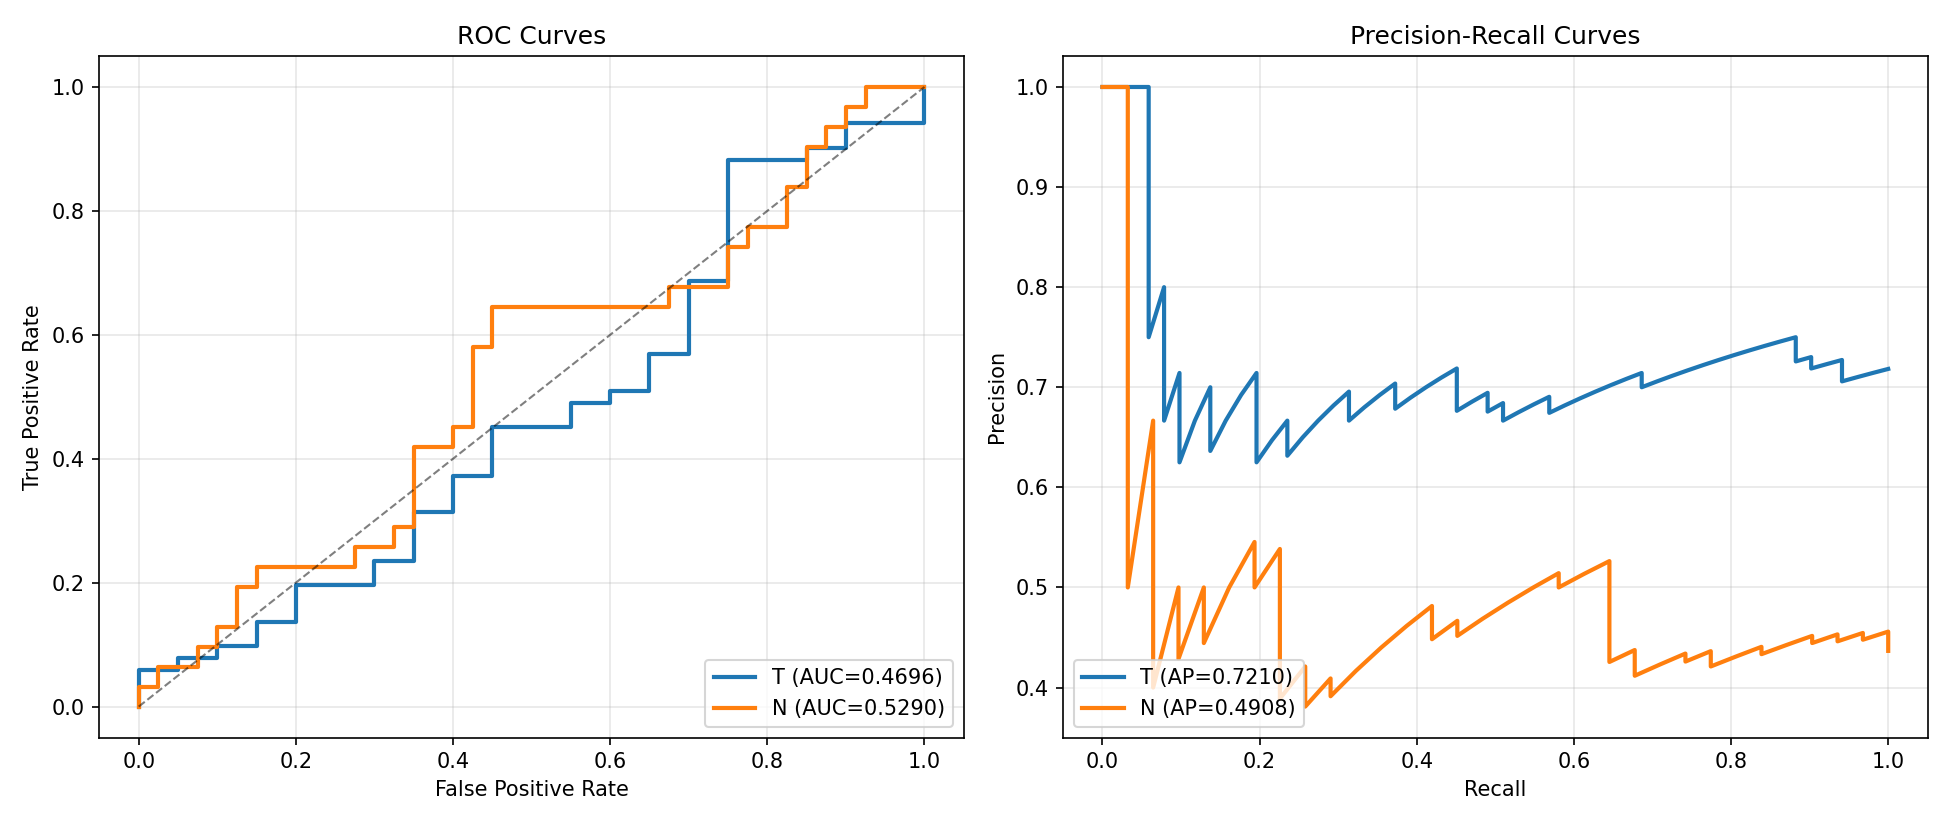 ROC Curves
True Positive Rate
1.0
0.8
0.6
0.4
0.2
0.0
0.0 0.2 0.4 0.6 0.8 1.0
False Positive Rate
T (AUC=0.4696)
N (AUC=0.5290)
Precision-Recall Curves
Precision
1.0
0.9
0.8
0.7
0.6
0.5
0.4
0.0 0.2 0.4 0.6 0.8 1.0
Recall
T (AP=0.7210)
N (AP=0.4908)